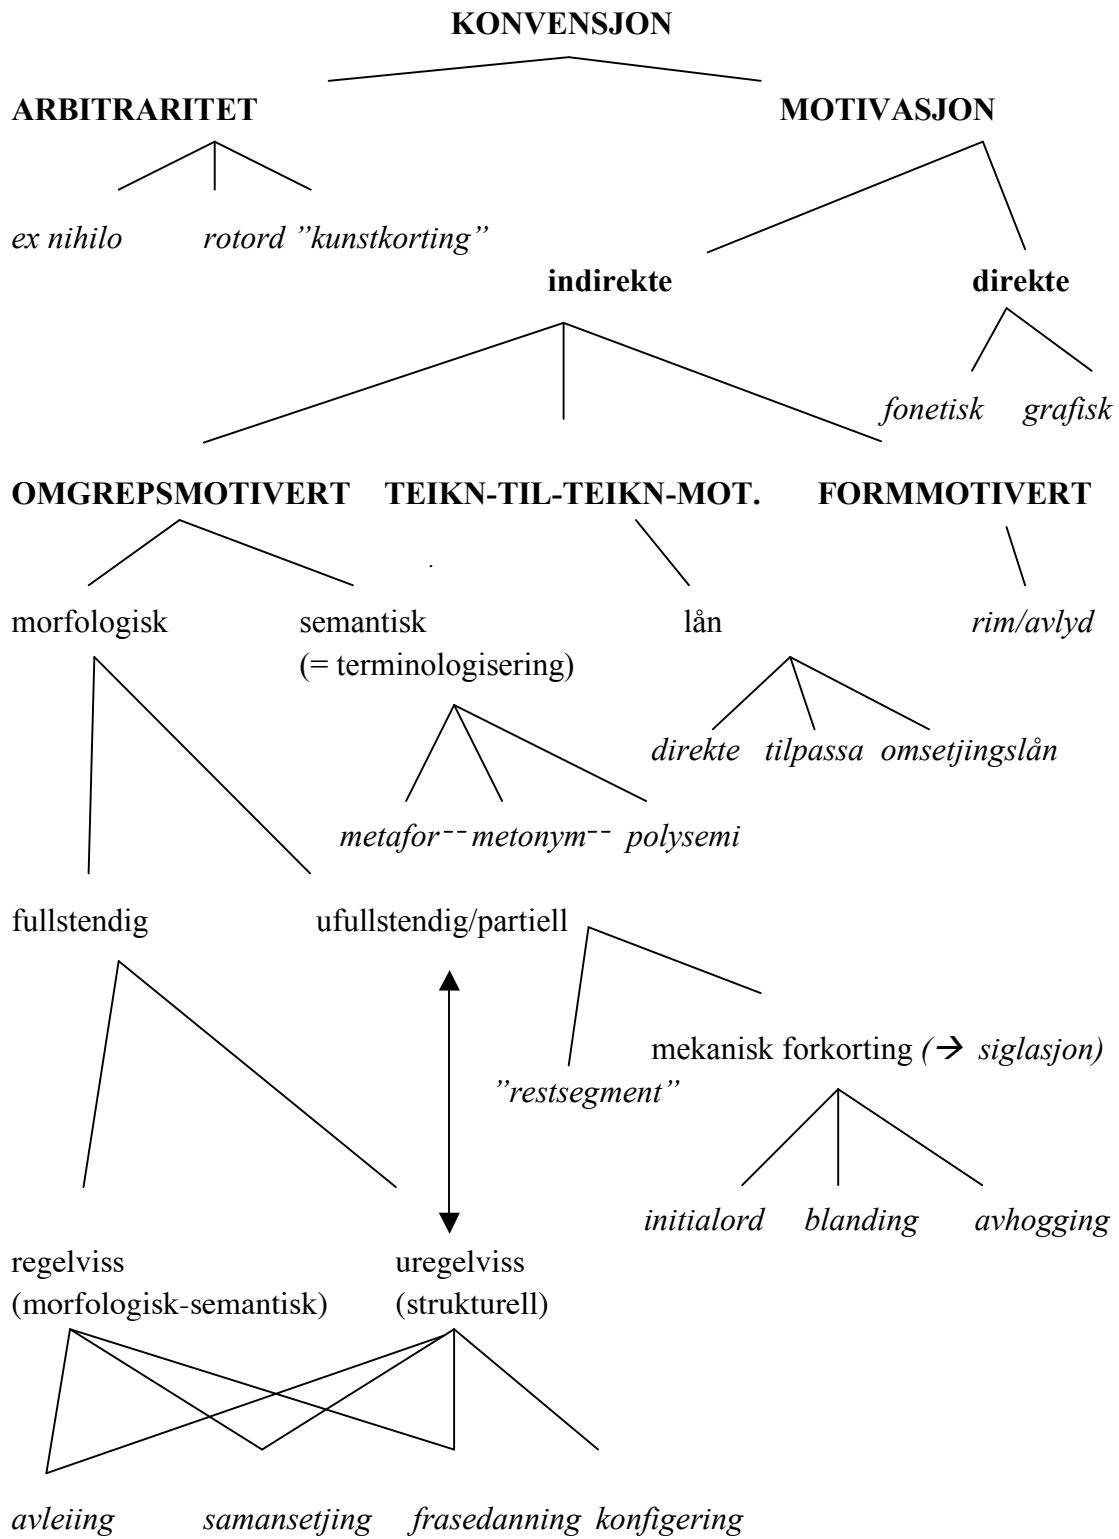 KONVENSJON
ARBITRARITET MOTIVASJON
ex nihilo rotord ”kunstkorting”
indirekte direkte
fonetisk grafisk
OMGREPSMOTIVERT TEIKN-TIL-TEIKN-MOT. FORMMOTIVERT
morfologisk semantisk lån rim/avlyd
(= terminologisering)
direkte tilpassa omsetjingslån
metafor -- metonym -- polysemi
fullstendig ufullstendig/partiell
mekanisk forkorting (→ siglasjon)
”restsegment”
initialord blanding avhogging
regelviss uregelviss
(morfologisk-semantisk) (strukturell)
avleiing samansetjing frasedanning konfigering